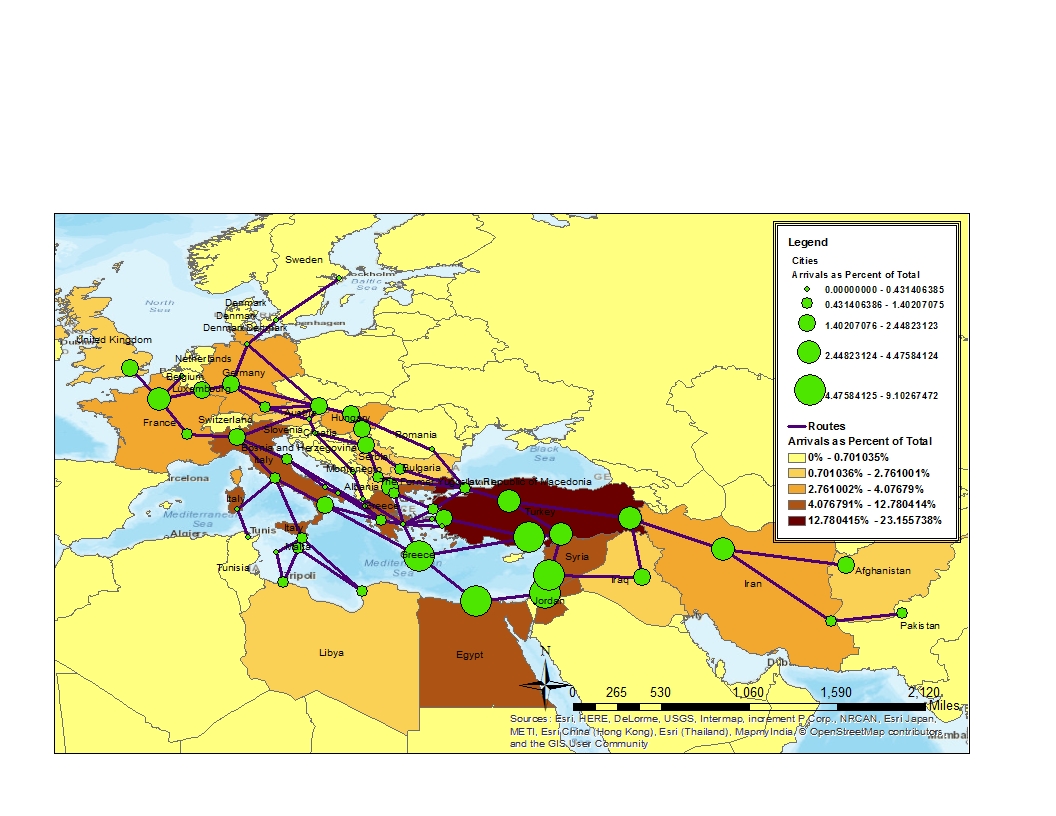 Legend
Cities
Arrivals as Percent of Total
0.00000000 - 0.431406385
0.431406386 - 1.40207075
1.40207076 - 2.44823123
2.44823124 - 4.47584124
4.47584125 - 9.10267472
Routes
Arrivals as Percent of Total
0% - 0.701035%
0.701036% - 2.761001%
2.761002% - 4.07679%
4.076791% - 12.780414%
12.780415% - 23.155738%
Sweden
Baltic
Sea
North
Sea
Denmark
Denmark
Denmark Denmark
United Kingdom
Netherlands
Belgium
Germany
Luxembourg
France
Switzerland
Hungary
Slovenia
Romania
Bosnia and Herzegovina
Serbia
Italy
Montenegro
Bulgaria
Black
Sea
GE
Albania
Republic of Macedonia
Italy
Greece
Turkey
Mediterranean
Sea
Tunis
Algiers
Italy
Malta
Greece
Syria
Tunisia
Tripoli
Mediterranean
Sea
Iraq
Iran
Afghanistan
Jordan
Pakistan
Libya
Egypt
N
0 265 530 1,060 1,590 2,120
Miles
Sources: Esri, HERE, DeLorme, USGS, Intermap, increment P Corp., NRCAN, Esri Japan,
METI, Esri China (Hong Kong), Esri (Thailand), MapmyIndia, © OpenStreetMap contributors,
and the GIS User Community